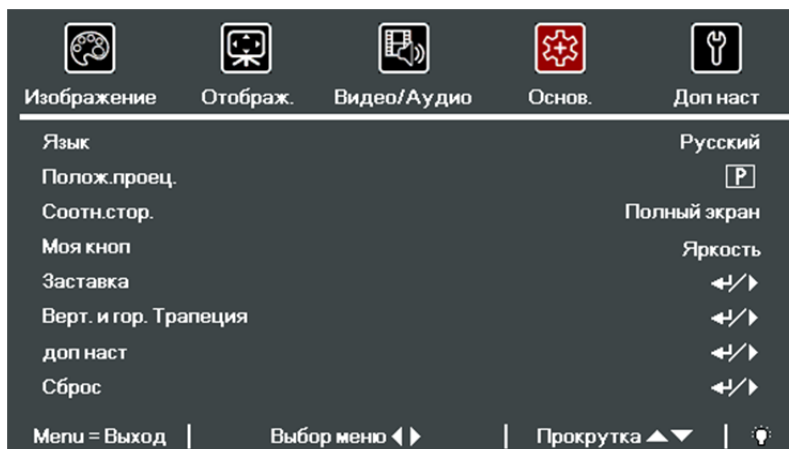 Изображение Отображ. Видео/Аудио Основ. Доп наст
Язык Русский
Полож.проец. P
Соотн.стор. Полный экран
Моя кноп Яркость
Заставка
Верт. и гор. Трапеция
доп наст
Сброс
Menu = Выход Выбор меню Прокрутка